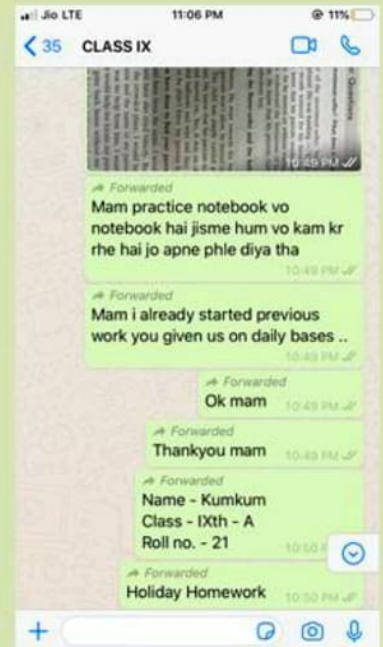 Jio LTE 11:06 PM 11%
35 CLASS IX
10:49 PM
Forwarded
Mam practice notebook vo
notebook hai jisme hum vo kam kr
rhe hai jo apne phle diya tha
10:49 PM
Forwarded
Mam i already started previous
work you given us on daily bases ..
10:49 PM
Forwarded
Ok mam 10:49 PM
Forwarded
Thankyou mam 10:49 PM
Forwarded
Name - Kumkum
Class - IXth - A
Roll no. - 21 10:50
Forwarded
Holiday Homework 10:50 PM